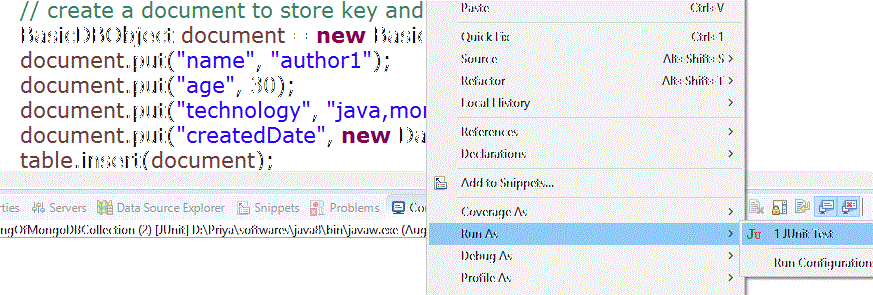 // create a document to store key and
BasicDBObject document = new Basic
document.put("name", "author1");
document.put("age", 30);
document.put("technology", "java,mon
document.put("createdDate", new Da
table.insert(document);
Paste Ctrl+V
Quick Fix Ctrl+1
Source Alt+Shift+S >
Refactor Alt+Shift+T >
Local History >
References >
Declarations >
Add to Snippets...
Coverage As >
Run As >
Debug As >
Profile As >
1 JUnit Test
Run Configurations
rties Servers Data Source Explorer Snippets Problems Co
ngOfMongoDBCollection (2) [JUnit] D:\Priya\softwares\java8\bin\javaw.exe (Aug